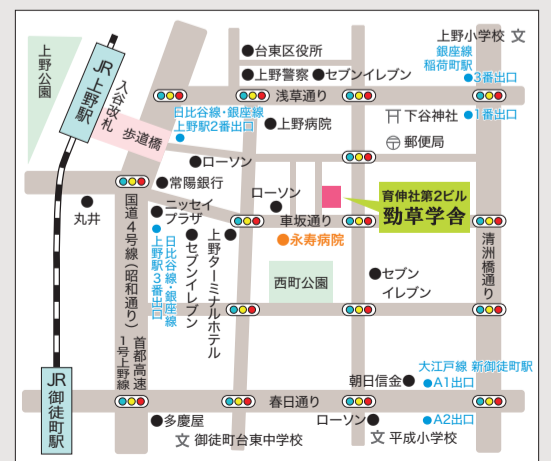 上野小学校 文
銀座線
稲荷町駅
3番出口
台東区役所
上野警察
セブンイレブン
上野公園
JR上野駅
入谷改札
歩道橋
浅草通り
日比谷線・銀座線
上野駅2番出口
上野病院
下谷神社
1番出口
郵便局
ローソン
常陽銀行
丸井
ニッセイ
プラザ
ローソン
育伸社第2ビル
勁草学舎
車坂通り
永寿病院
国道4号線(昭和通り)
日比谷線・銀座線
上野駅3番出口
セブンイレブン
上野ターミナルホテル
西町公園
セブン
イレブン
清洲橋通り
首都高速
1号上野線
大江戸線 新御徒町駅
朝日信金
A1出口
JR
御徒町駅
春日通り
多慶屋
ローソン
A2出口
文 御徒町台東中学校
文 平成小学校